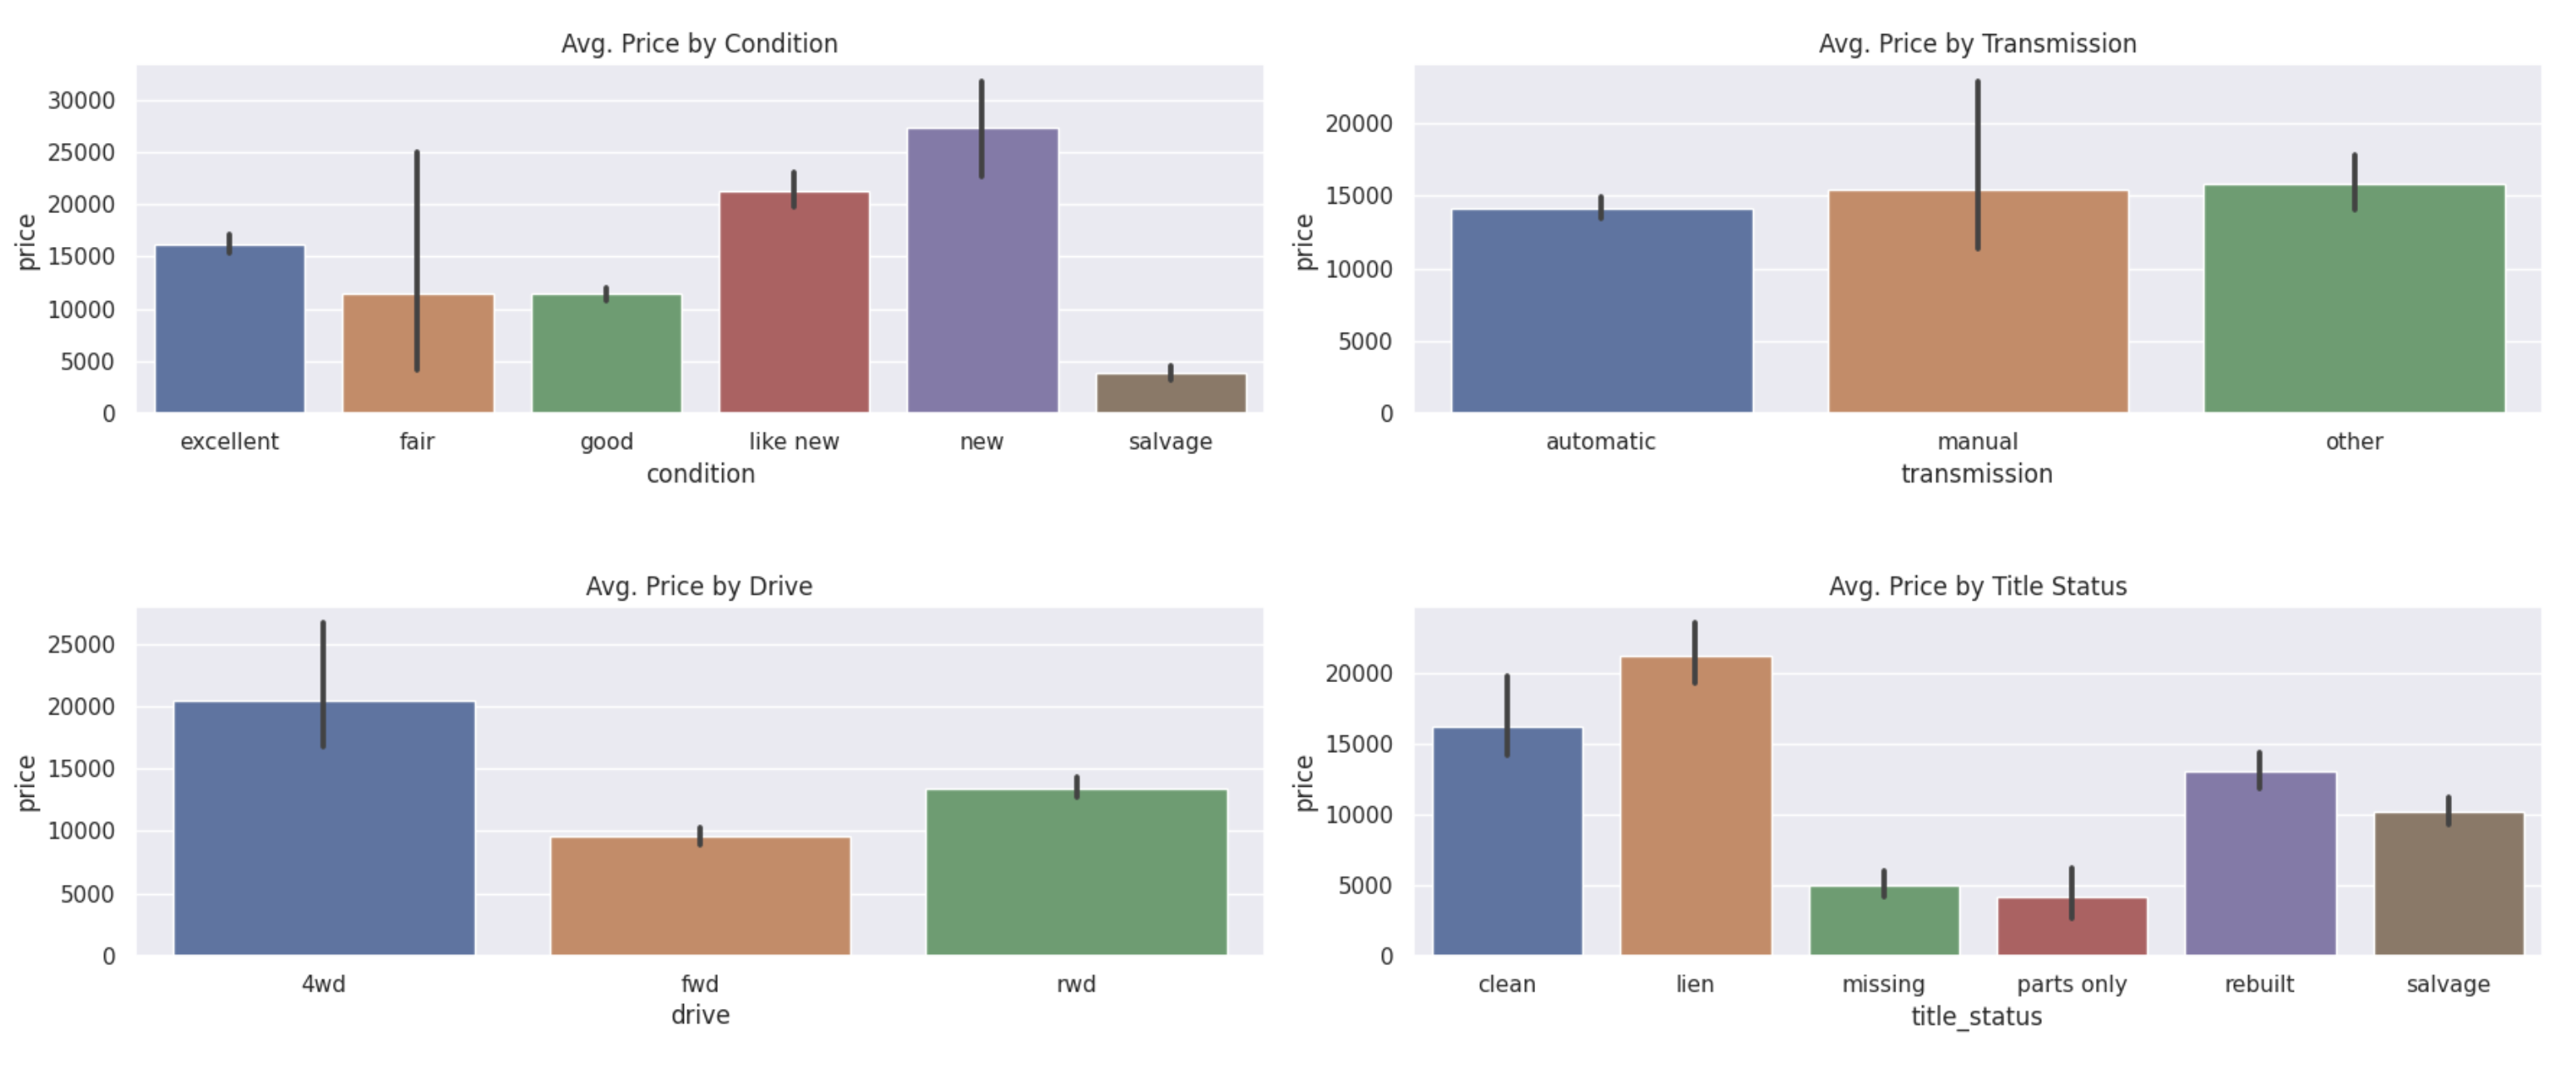 Avg. Price by Condition
30000
25000
20000
15000
10000
5000
0
price
excellent fair good like new new salvage
condition
Avg. Price by Transmission
20000
15000
10000
5000
0
price
automatic manual other
transmission
Avg. Price by Drive
25000
20000
15000
10000
5000
0
price
4wd fwd rwd
drive
Avg. Price by Title Status
20000
15000
10000
5000
0
price
clean lien missing parts only rebuilt salvage
title_status